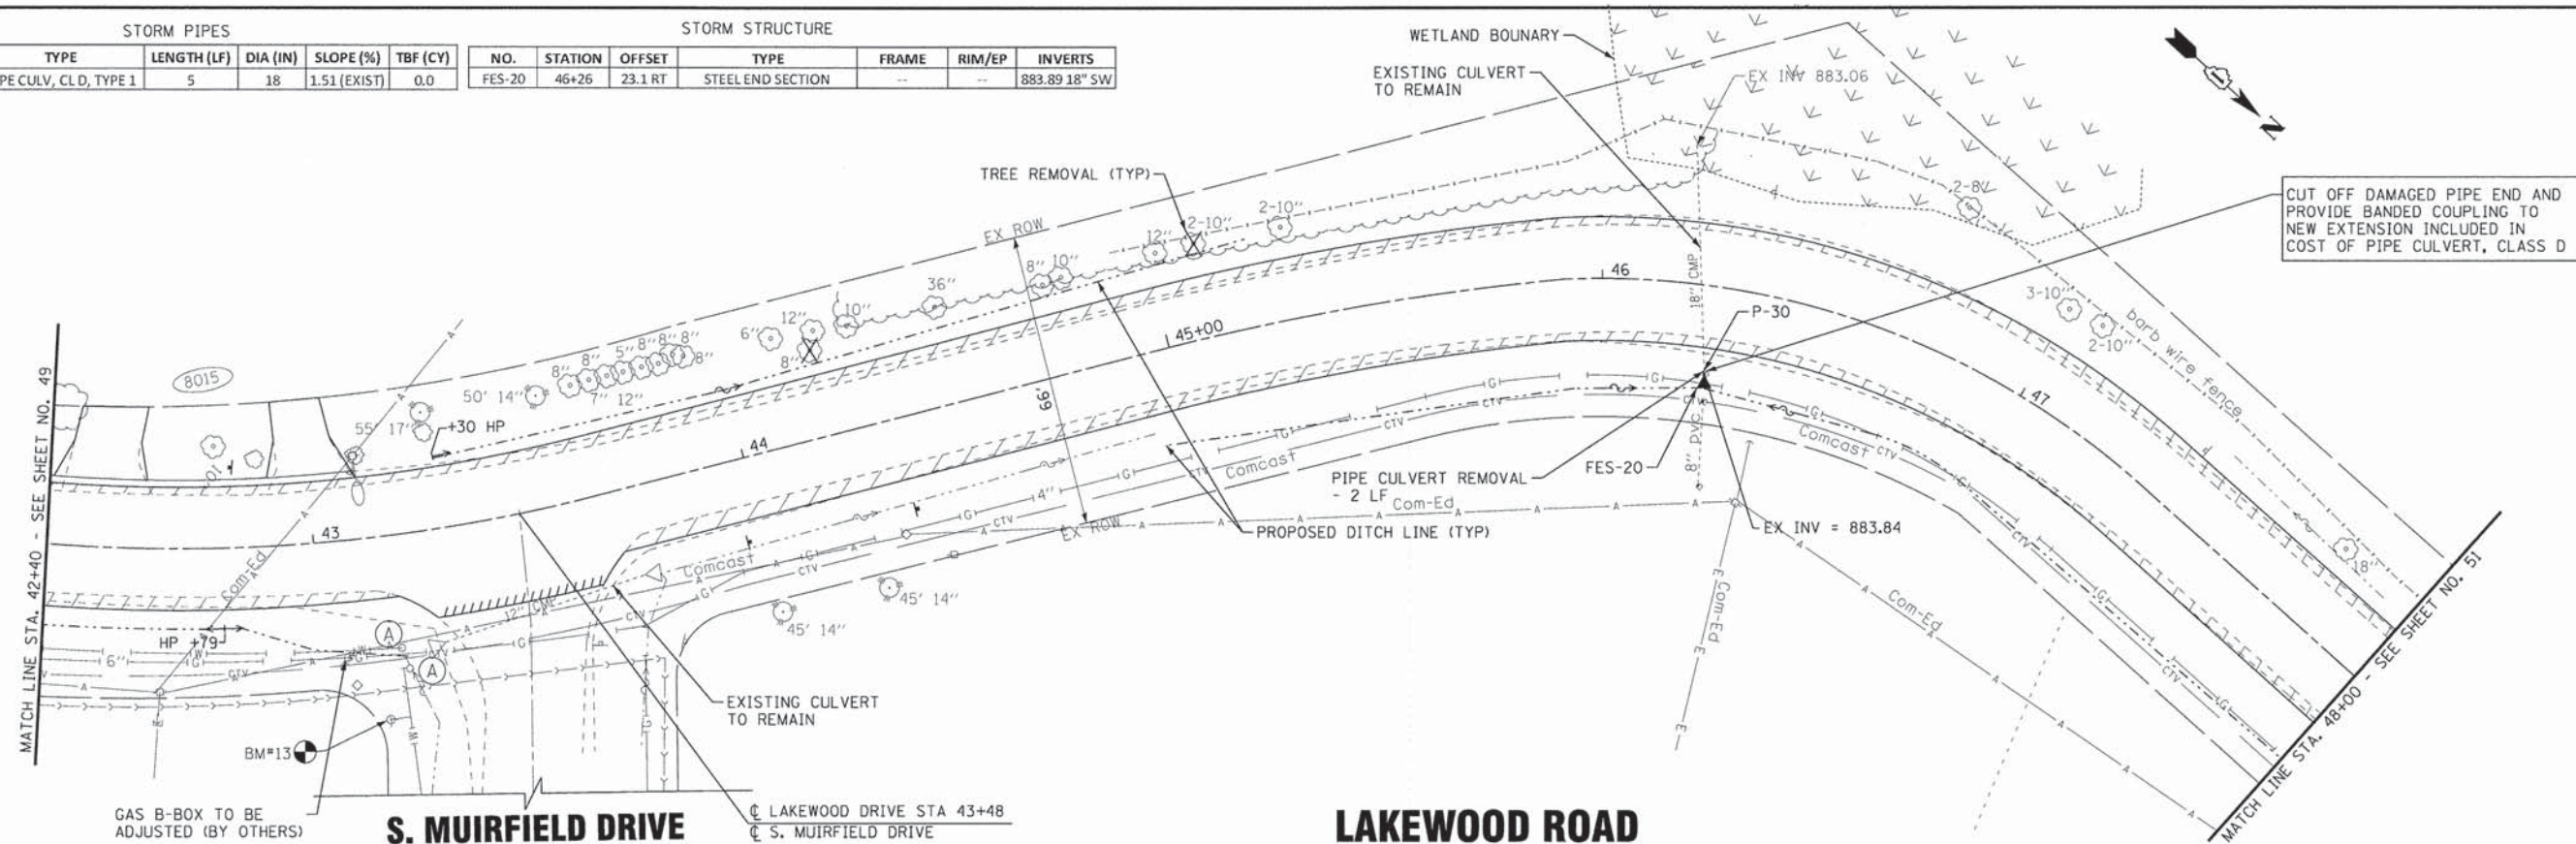 STORM PIPES
TYPE LENGTH (LF) DIA (IN) SLOPE (%) TBF (CY)
PE CULV, CL D, TYPE 1 5 18 1.51 (EXIST) 0.0
STORM STRUCTURE
NO. STATION OFFSET TYPE FRAME RIM/EP INVERTS
FES-20 46+26 23.1 RT STEEL END SECTION -- -- 883.89 18" SW
WETLAND BOUNARY
EXISTING CULVERT
TO REMAIN
EX INV 883.06
N
TREE REMOVAL (TYP)
CUT OFF DAMAGED PIPE END AND
PROVIDE BANDED COUPLING TO
NEW EXTENSION INCLUDED IN
COST OF PIPE CULVERT, CLASS D
2-8"
2-10"
2-10"
12"
EX ROW
8" 10"
36"
10"
12"
6"
8"
8" 5" 8" 8" 8"
8"
8"
7" 12"
50' 14"
55' 17"
+30 HP
8015
10"
46
45+00
44
43
47
66'
18" CMP
P-30
3-10"
2-10"
barb wire fence
18"
MATCH LINE STA. 42+40 - SEE SHEET NO. 49
Com-Ed
HP +79
6"
A
A
12" CMP
Comcast
4"
Comcast
EX ROW
CTV
G
PIPE CULVERT REMOVAL
- 2 LF
Com-Ed
FES-20
8" PVC
Comcast
EX INV = 883.84
PROPOSED DITCH LINE (TYP)
45' 14"
45' 14"
E Com-Ed E
Com-Ed
EXISTING CULVERT
TO REMAIN
BM#13
GAS B-BOX TO BE
ADJUSTED (BY OTHERS)
S. MUIRFIELD DRIVE
℄ LAKEWOOD DRIVE STA 43+48
℄ S. MUIRFIELD DRIVE
LAKEWOOD ROAD
MATCH LINE STA. 48+00 - SEE SHEET NO. 51